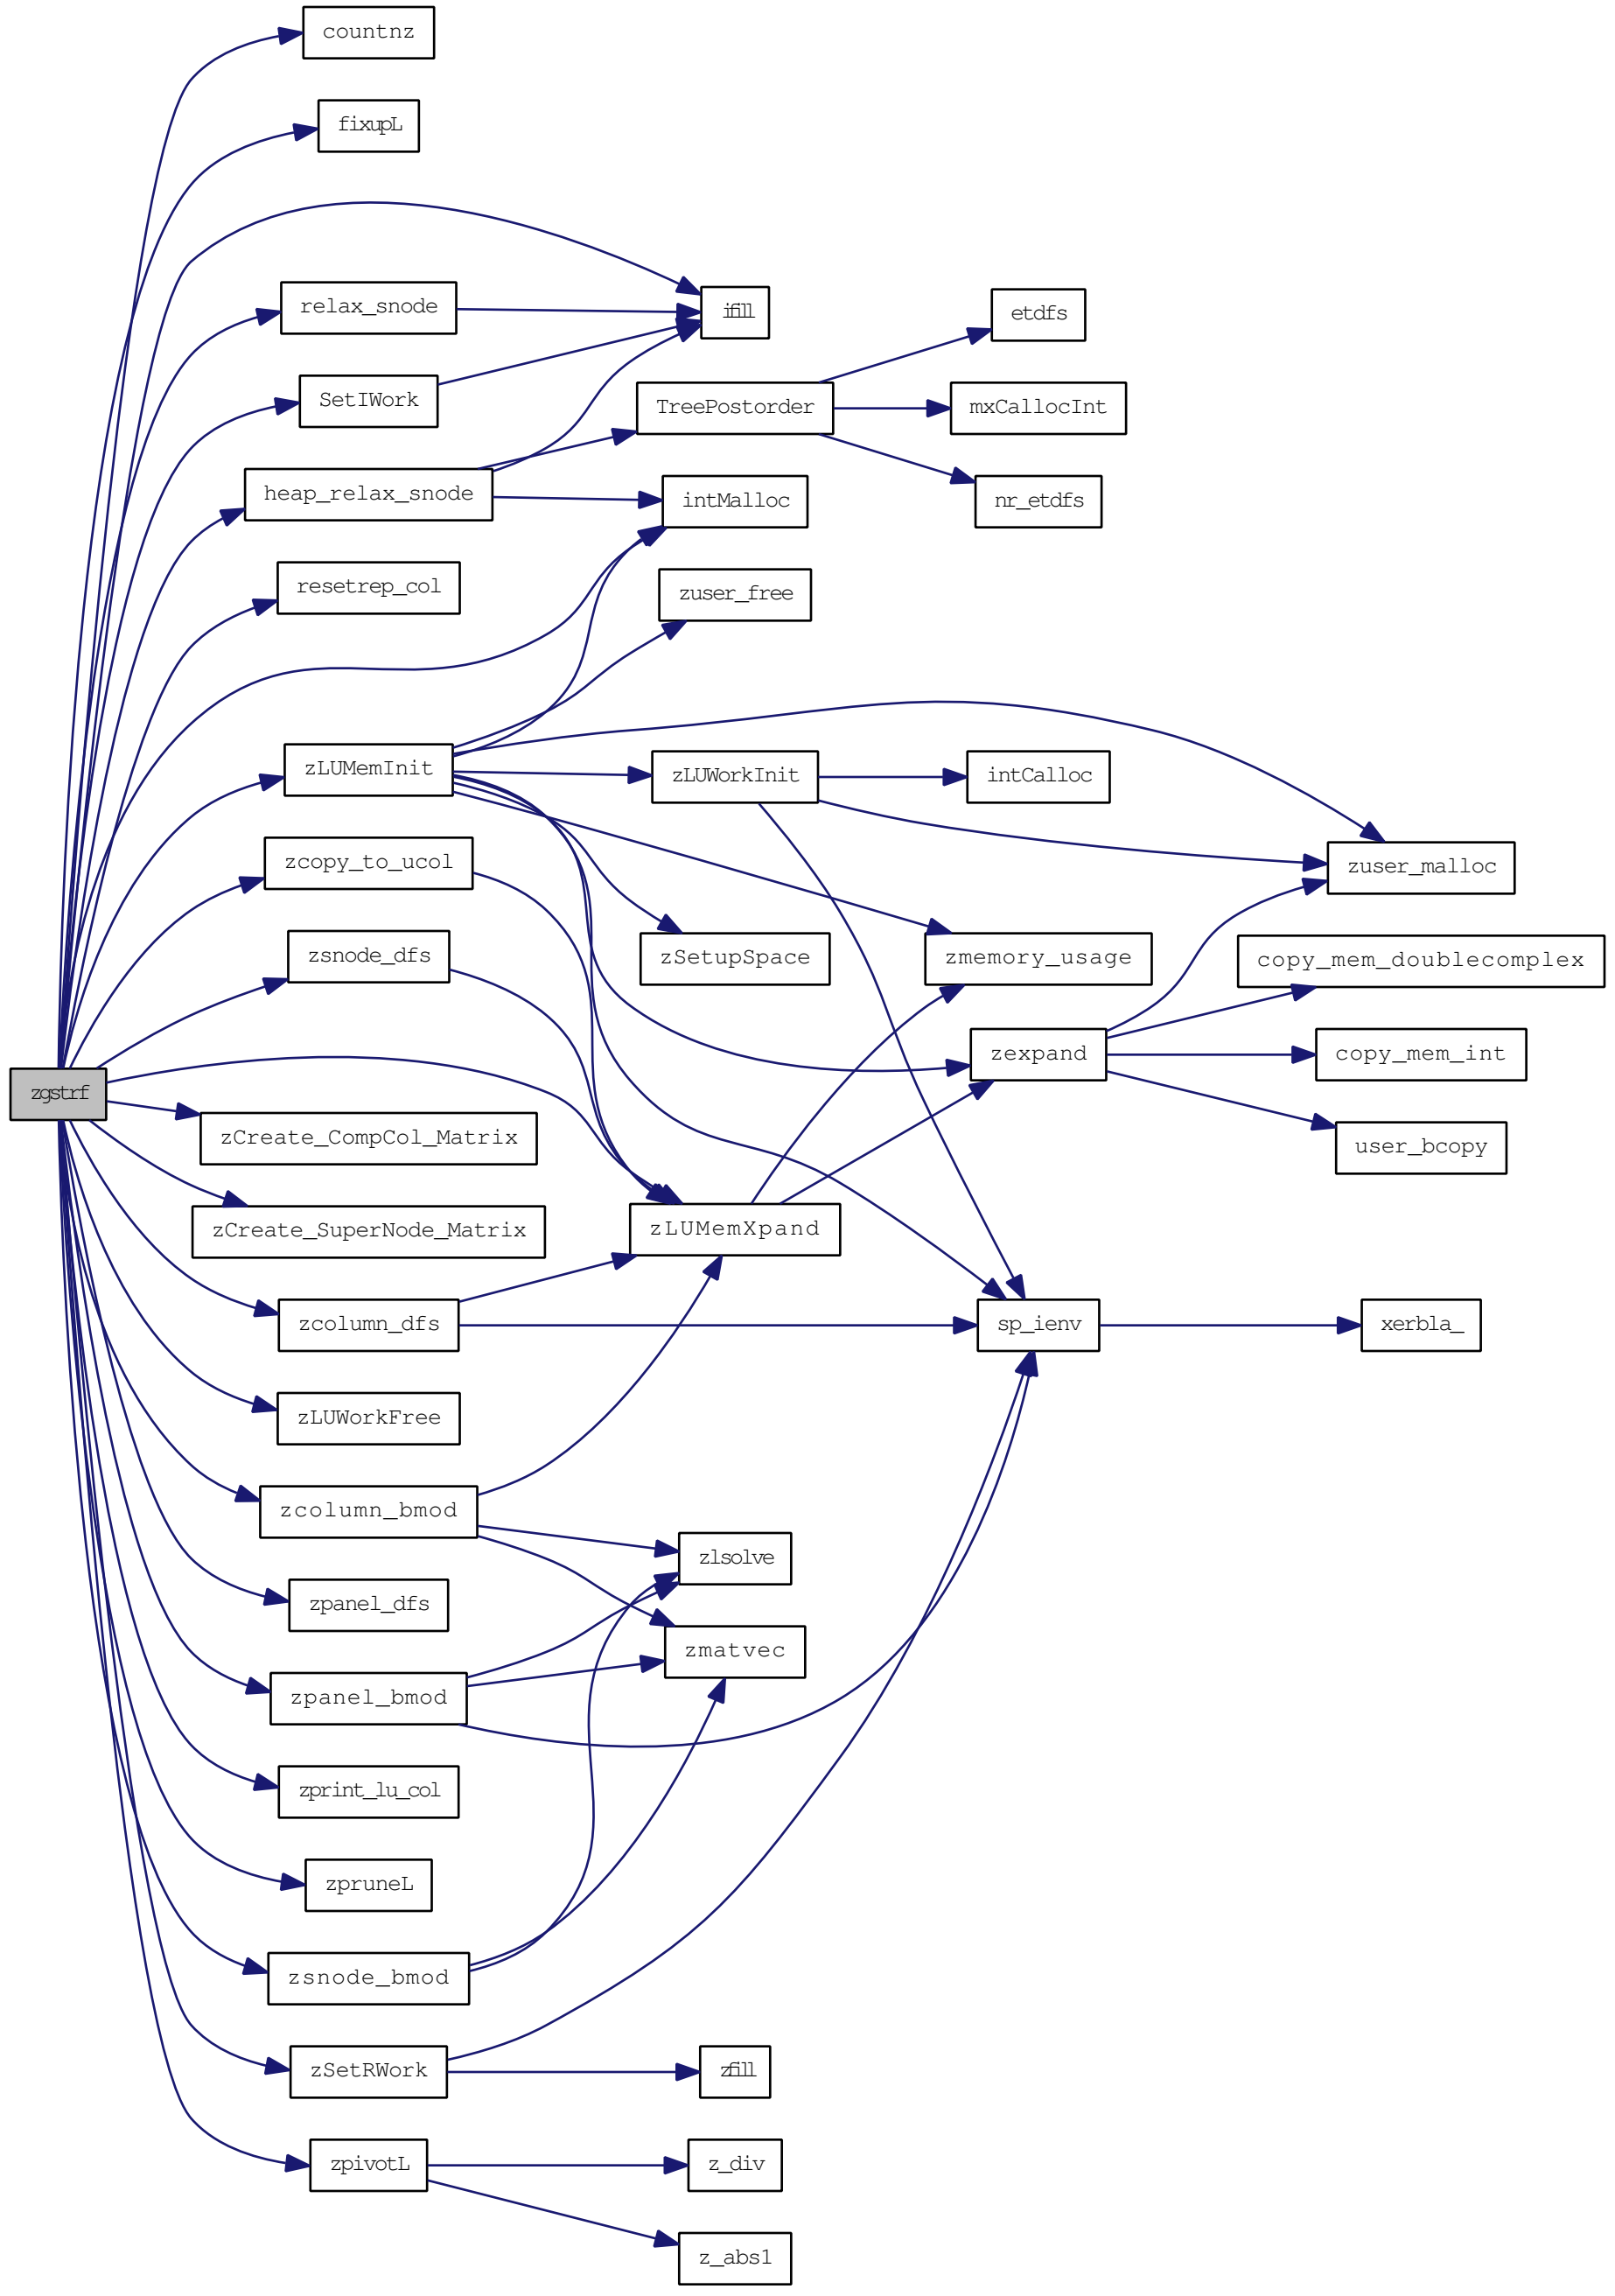 countnz
fixupL
relax_snode
ifill
etdfs
SetIWork
TreePostorder
mxCallocInt
heap_relax_snode
intMalloc
nr_etdfs
resetrep_col
zuser_free
zLUMemInit
zLUWorkInit
intCalloc
zcopy_to_ucol
zuser_malloc
zsnode_dfs
zSetupSpace
zmemory_usage
copy_mem_doublecomplex
zexpand
copy_mem_int
zgstrf
zCreate_CompCol_Matrix
user_bcopy
zCreate_SuperNode_Matrix
zLUMemXpand
zcolumn_dfs
sp_ienv
xerbla_
zLUWorkFree
zcolumn_bmod
zlsolve
zpanel_dfs
zmatvec
zpanel_bmod
zprint_lu_col
zpruneL
zsnode_bmod
zSetRWork
zfill
zpivotL
z_div
z_abs1